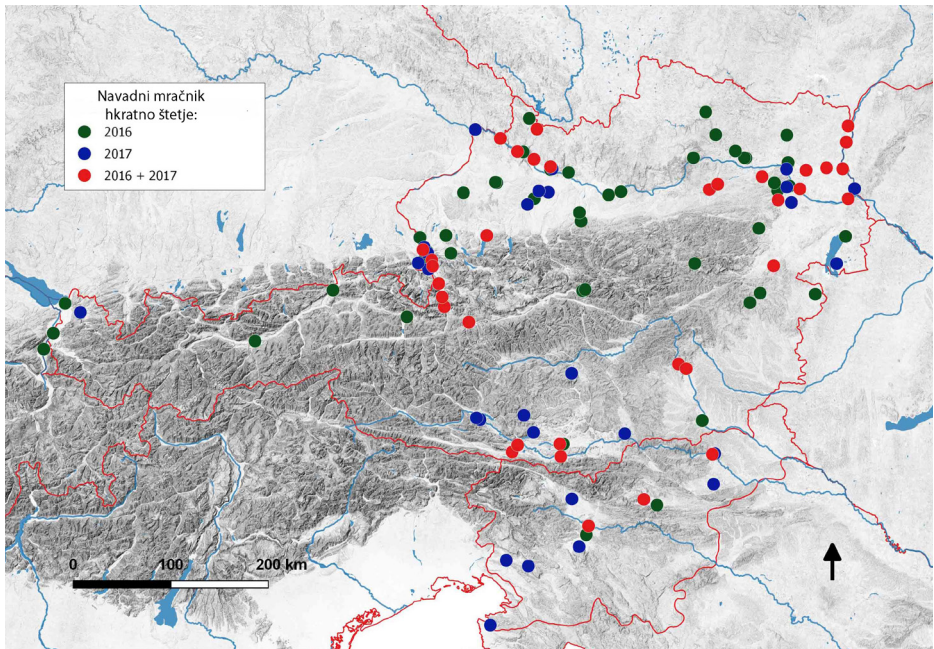 Navadni mračnik
hkratno štetje:
2016
2017
2016 + 2017
0 100 200 km